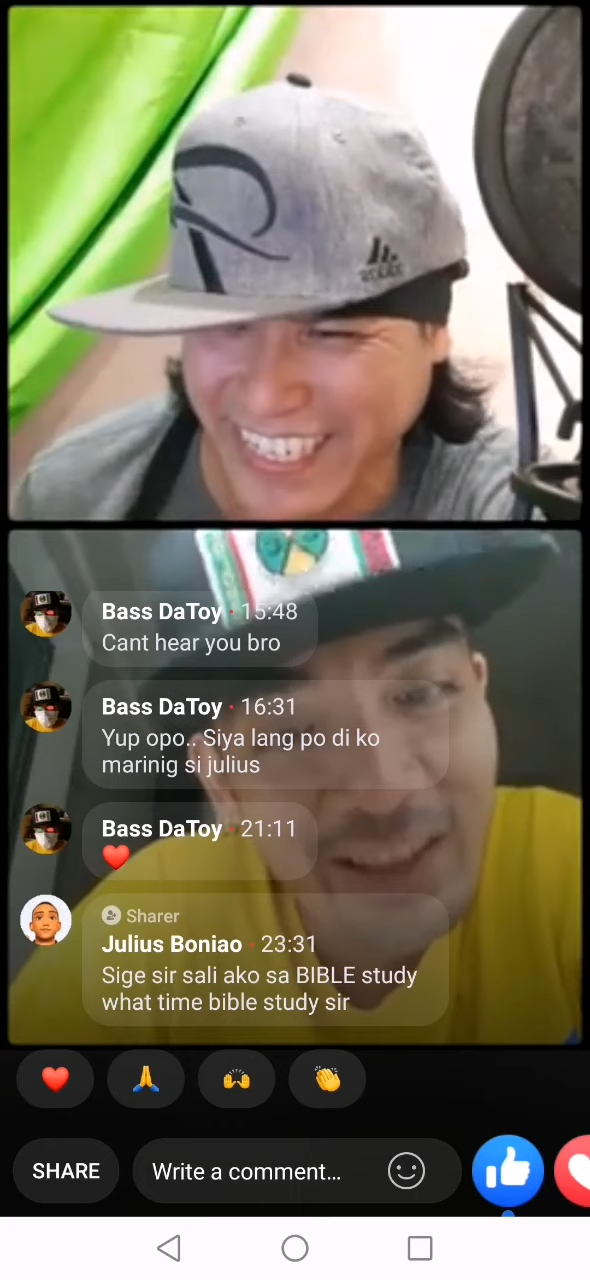 Bass DaToy · 15:48
Cant hear you bro
Bass DaToy · 16:31
Yup opo.. Siya lang po di ko
marinig si julius
Bass DaToy · 21:11
❤️
Sharer
Julius Boniao · 23:31
Sige sir sali ako sa BIBLE study
what time bible study sir
SHARE
Write a comment...